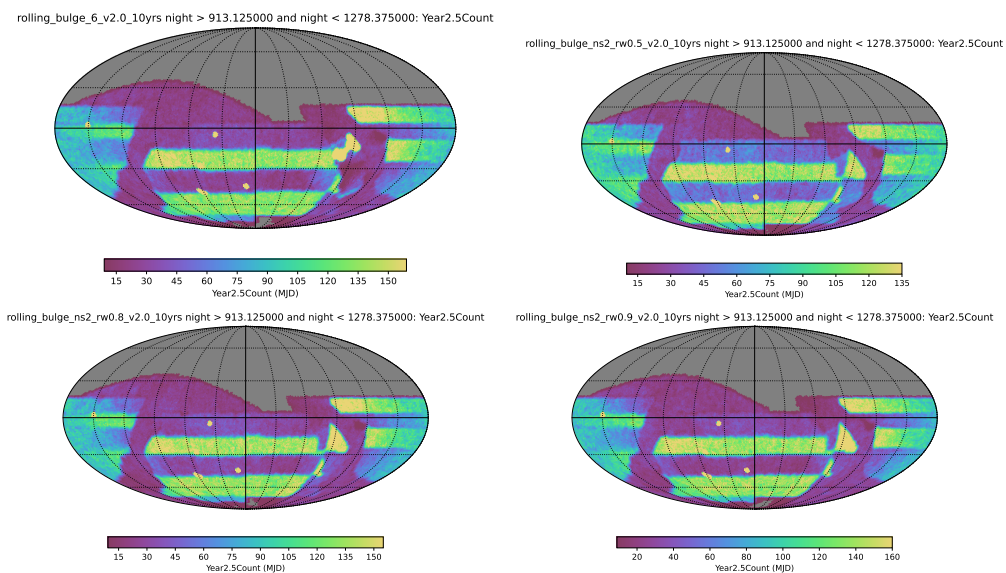 rolling_bulge_6_v2.0_10yrs night > 913.125000 and night < 1278.375000: Year2.5Count
15 30 45 60 75 90 105 120 135 150
Year2.5Count (MJD)
rolling_bulge_ns2_rw0.5_v2.0_10yrs night > 913.125000 and night < 1278.375000: Year2.5Count
15 30 45 60 75 90 105 120 135
Year2.5Count (MJD)
rolling_bulge_ns2_rw0.8_v2.0_10yrs night > 913.125000 and night < 1278.375000: Year2.5Count
15 30 45 60 75 90 105 120 135 150
Year2.5Count (MJD)
rolling_bulge_ns2_rw0.9_v2.0_10yrs night > 913.125000 and night < 1278.375000: Year2.5Count
20 40 60 80 100 120 140 160
Year2.5Count (MJD)